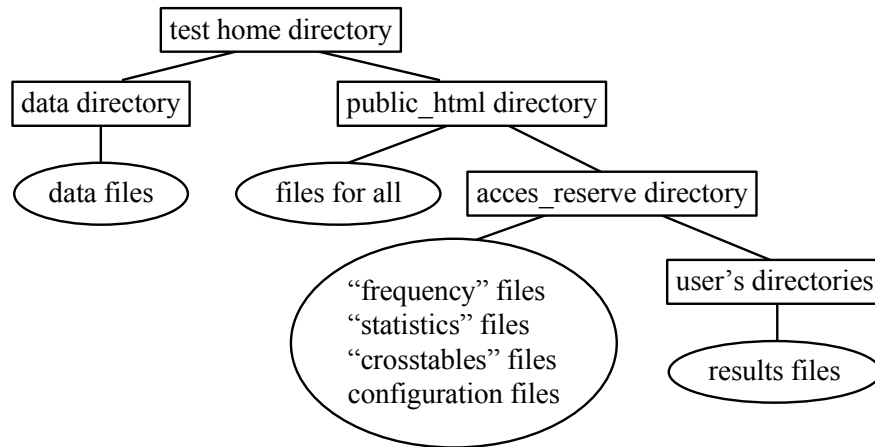 test home directory
data directory
public_html directory
data files
files for all
acces_reserve directory
“frequency” files
“statistics” files
“crosstables” files
configuration files
user’s directories
results files